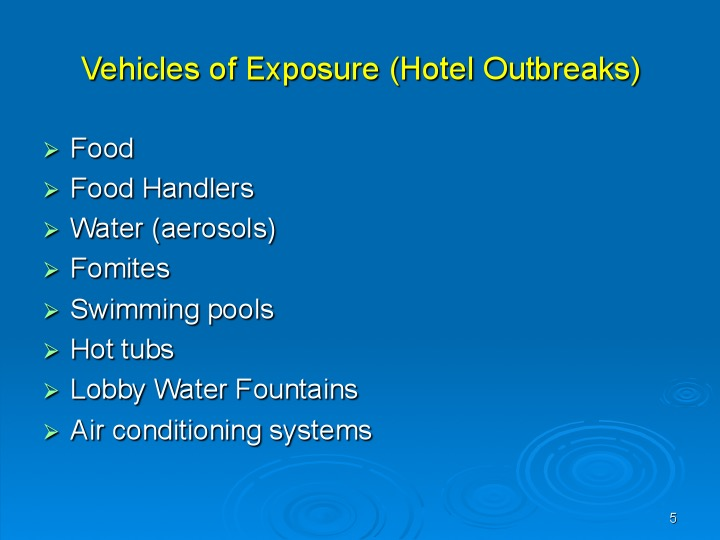 Vehicles of Exposure (Hotel Outbreaks)
Food
Food Handlers
Water (aerosols)
Fomites
Swimming pools
Hot tubs
Lobby Water Fountains
Air conditioning systems
5